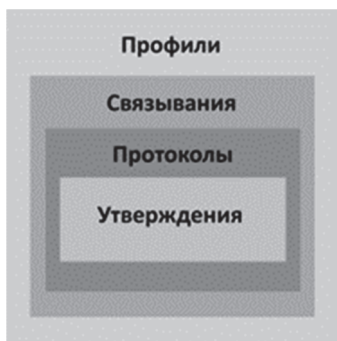 Профили
Связывания
Протоколы
Утверждения